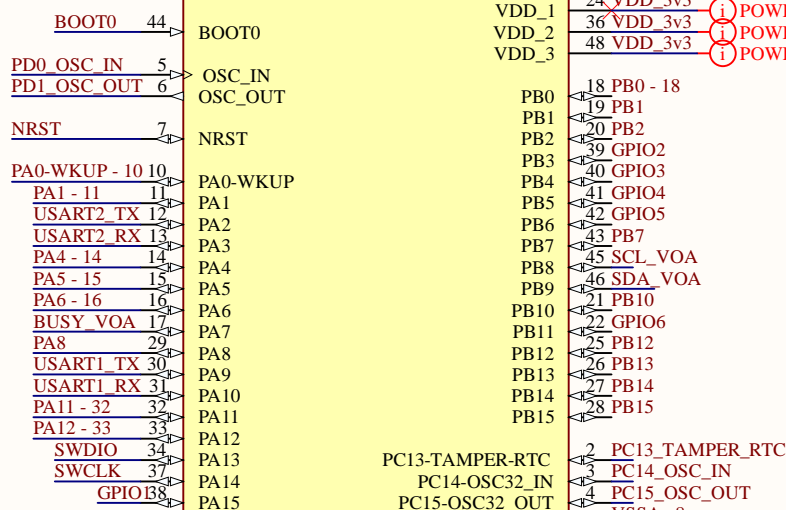 24 VDD_3v3
VDD_1 POWE
BOOT0 44 BOOT0 VDD_2 36 VDD_3v3 POWE
VDD_3 48 VDD_3v3 POWE
PD0_OSC_IN 5 OSC_IN
PD1_OSC_OUT 6 OSC_OUT PB0 18 PB0 - 18
PB1 19 PB1
NRST 7 NRST PB2 20 PB2
PB3 39 GPIO2
PA0-WKUP - 10 10 PA0-WKUP PB4 40 GPIO3
PA1 - 11 11 PA1 PB5 41 GPIO4
USART2_TX 12 PA2 PB6 42 GPIO5
USART2_RX 13 PA3 PB7 43 PB7
PA4 - 14 14 PA4 PB8 45 SCL_VOA
PA5 - 15 15 PA5 PB9 46 SDA_VOA
PA6 - 16 16 PA6 PB10 21 PB10
BUSY_VOA 17 PA7 PB11 22 GPIO6
PA8 29 PA8 PB12 25 PB12
USART1_TX 30 PA9 PB13 26 PB13
USART1_RX 31 PA10 PB14 27 PB14
PA11 - 32 32 PA11 PB15 28 PB15
PA12 - 33 33 PA12
SWDIO 34 PA13 PC13-TAMPER-RTC 2 PC13_TAMPER_RTC
SWCLK 37 PA14 PC14-OSC32_IN 3 PC14_OSC_IN
GPIO1 38 PA15 PC15-OSC32_OUT 4 PC15_OSC_OUT